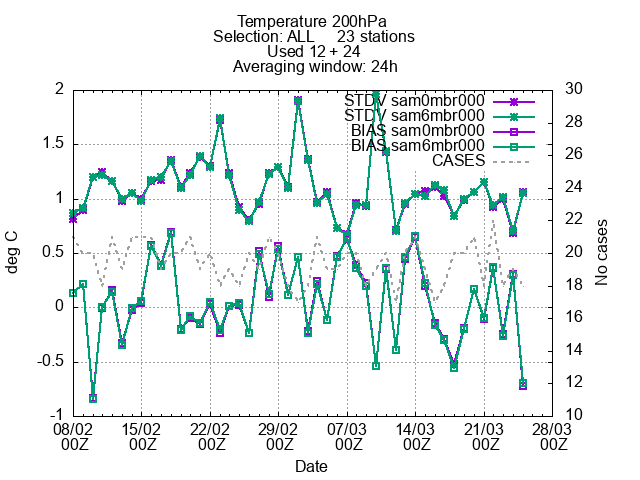 Temperature 200hPa
Selection: ALL 23 stations
Used 12 + 24
Averaging window: 24h
STDV sam0mbr000
STDV sam6mbr000
BIAS sam0mbr000
BIAS sam6mbr000
CASES
2
1.5
1
0.5
0
-0.5
-1
deg C
30
28
26
24
22
20
18
16
14
12
10
No cases
08/02 15/02 22/02 29/02 07/03 14/03 21/03 28/03
00Z 00Z 00Z 00Z 00Z 00Z 00Z 00Z
Date